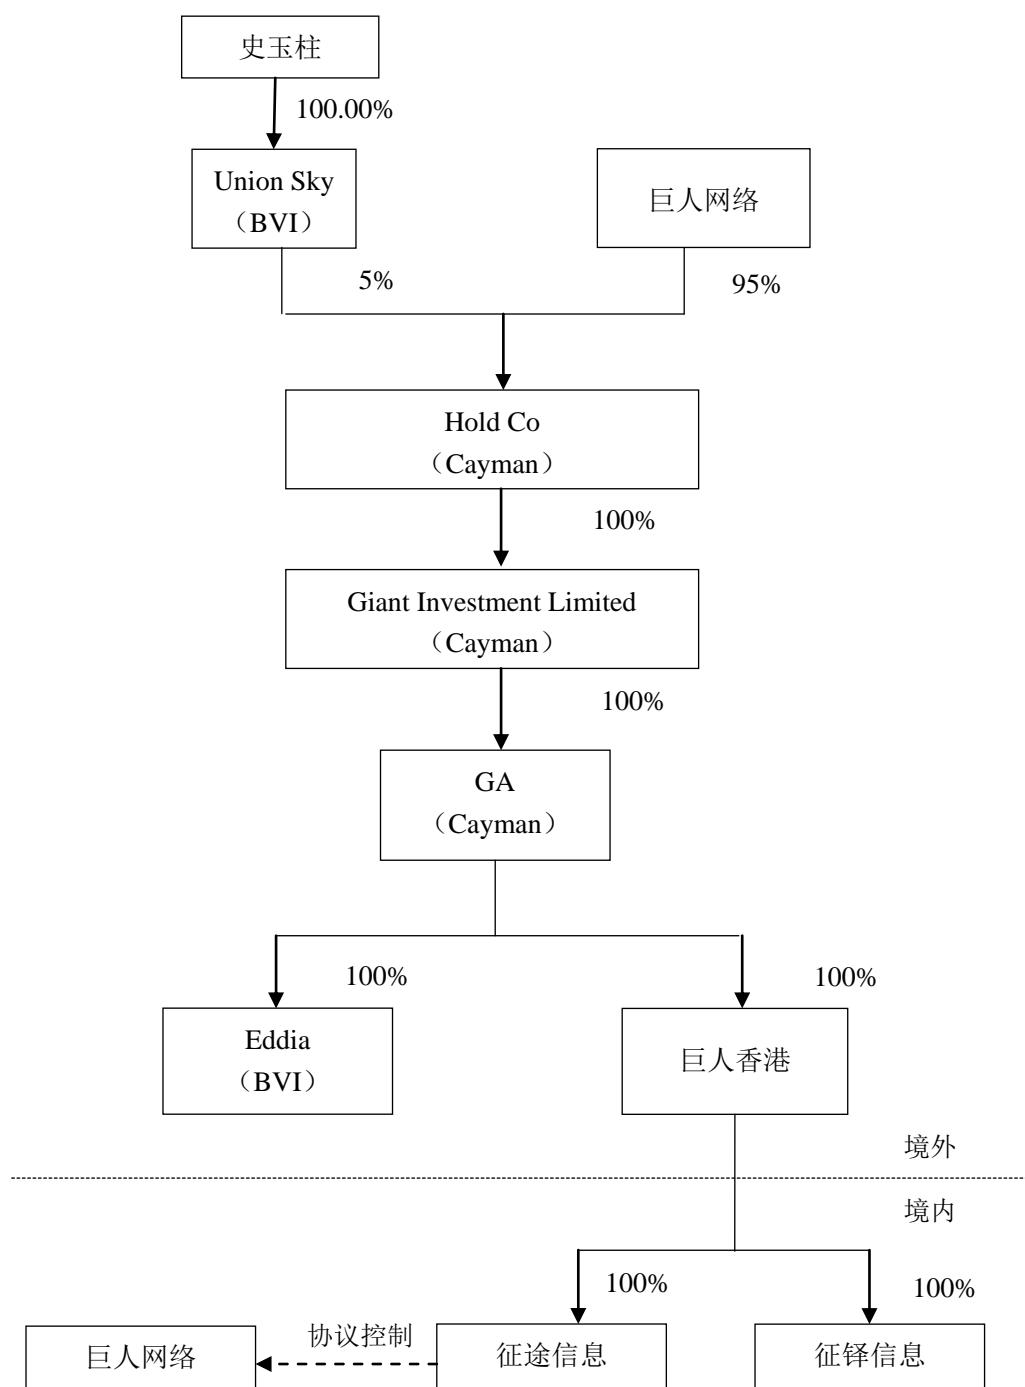 史玉柱
100.00%
Union Sky
（BVI）
巨人网络
5%
95%
Hold Co
（Cayman）
100%
Giant Investment Limited
（Cayman）
100%
GA
（Cayman）
100%
100%
Eddia
（BVI）
巨人香港
境外
境内
100%
100%
巨人网络
协议控制
征途信息
征铎信息